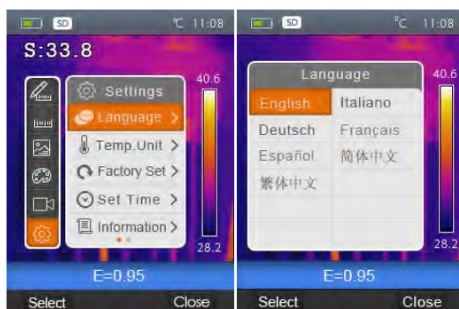 SD ℃ 11:08
S:33.8
40.6
Settings
Language >
Temp.Unit >
Factory Set >
Set Time >
Information >
28.2
E=0.95
Select Close
SD °C 11:08
Language
40.6
English Italiano
Deutsch Français
Español 简体中文
繁体中文
28.2
E=0.95
Select Close